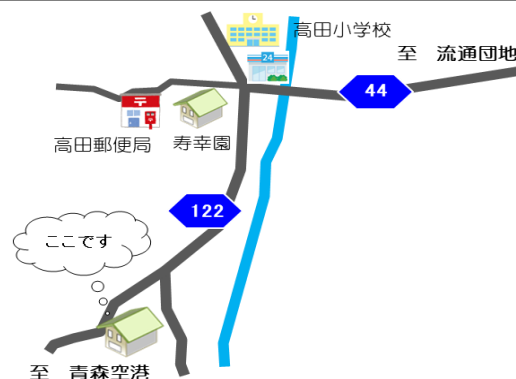 高田小学校
24
至　流通団地
44
高田郵便局
寿幸園
122
ここです
至　青森空港